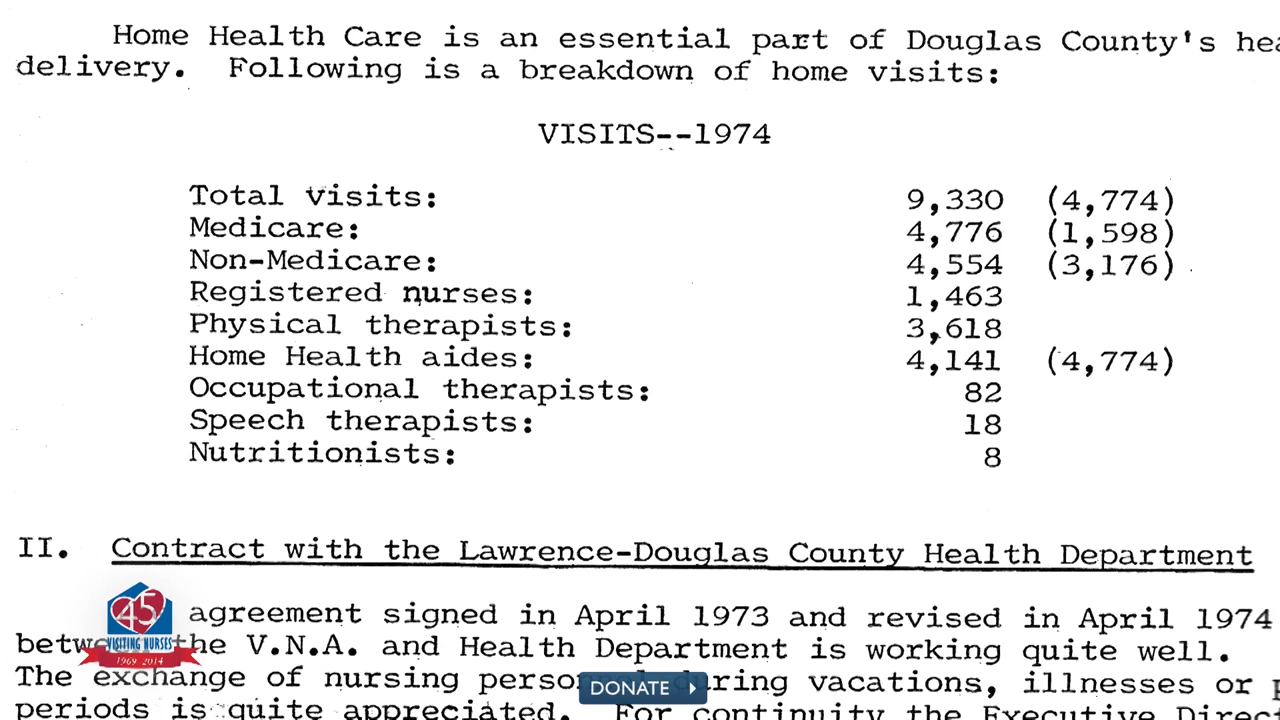 Home Health Care is an essential part of Douglas County's
delivery. Following is a breakdown of home visits:
VISITS--1974
Total visits: 9,330 (4,774)
Medicare: 4,776 (1,598)
Non-Medicare: 4,554 (3,176)
Registered nurses: 1,463
Physical therapists: 3,618
Home Health aides: 4,141 (4,774)
Occupational therapists: 82
Speech therapists: 18
Nutritionists: 8
II. Contract with the Lawrence-Douglas County Health Department
agreement signed in April 1973 and revised in April 1974
the V.N.A. and Health Department is working quite well.
The exchange of nursing during vacations, illnesses or
periods is quite appreciated. For continuity the Executive
45
VISITING NURSES
1969 2014
DONATE